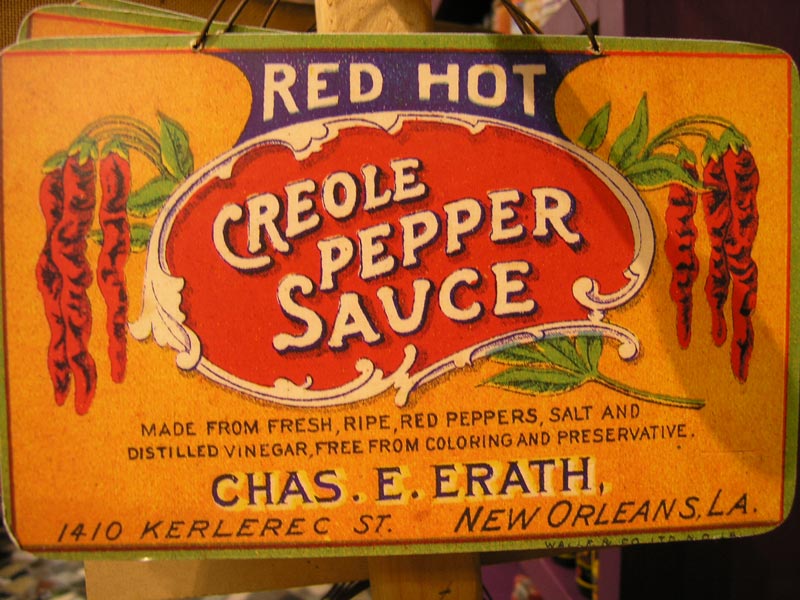 RED HOT
CREOLE
PEPPER
SAUCE
MADE FROM FRESH, RIPE, RED PEPPERS, SALT AND
DISTILLED VINEGAR, FREE FROM COLORING AND PRESERVATIVE.
CHAS. E. ERATH,
1410 KERLEREC ST. NEW ORLEANS, LA.